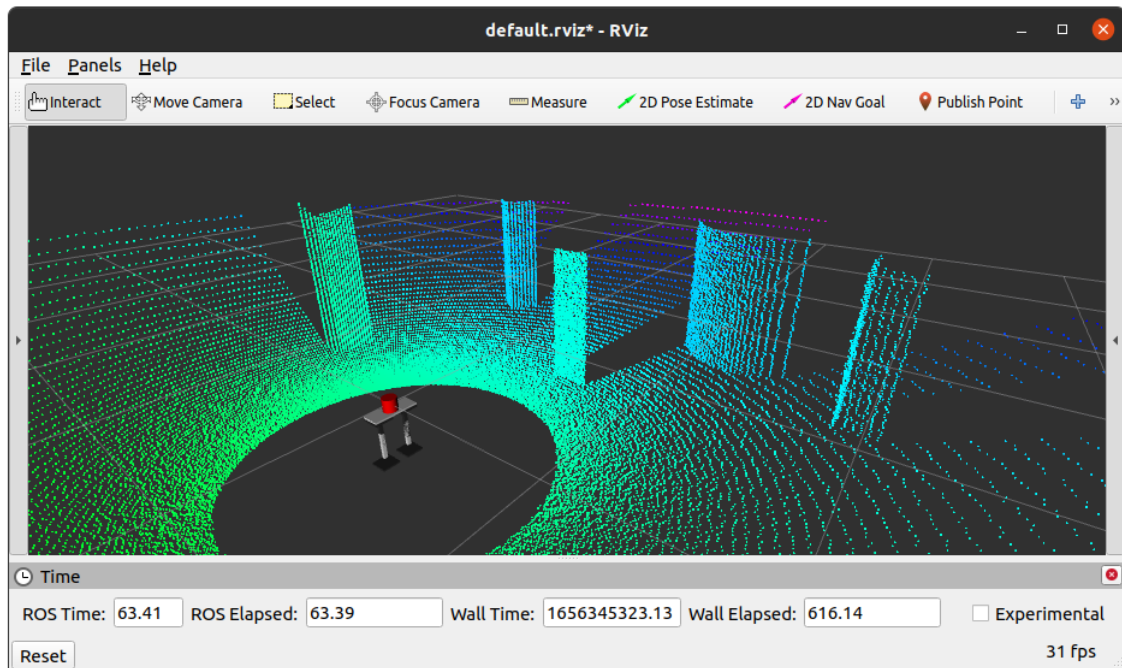 default.rviz* - RViz
File Panels Help
Interact Move Camera Select Focus Camera Measure 2D Pose Estimate 2D Nav Goal Publish Point
Time
ROS Time: 63.41 ROS Elapsed: 63.39 Wall Time: 1656345323.13 Wall Elapsed: 616.14 Experimental
Reset 31 fps